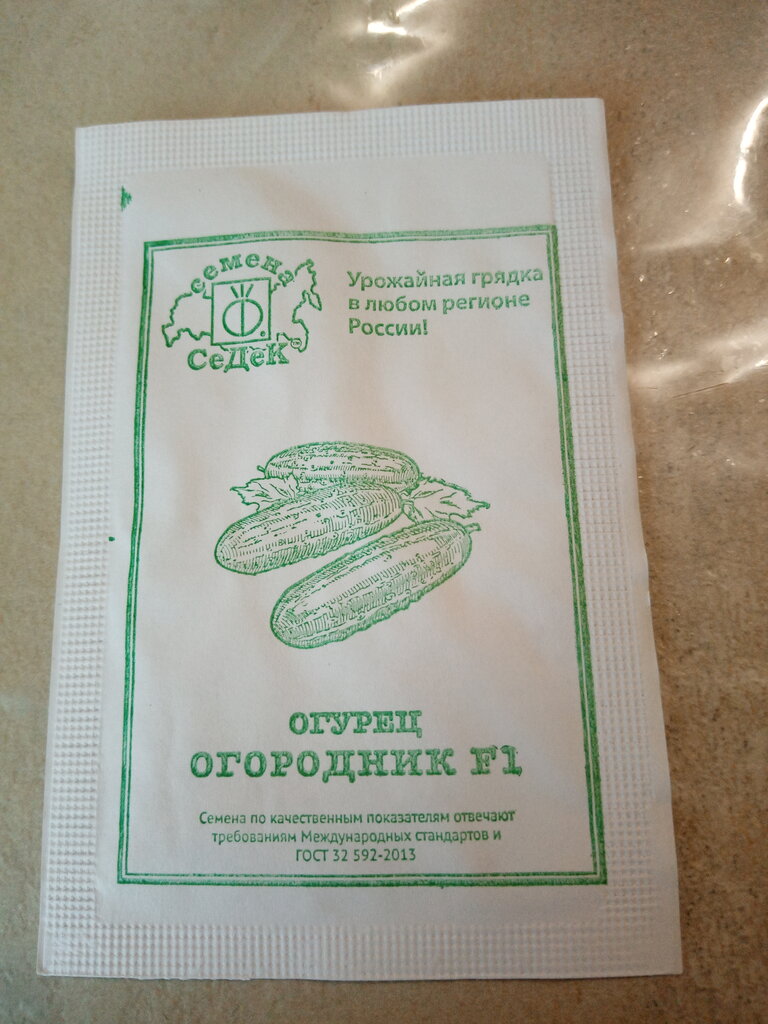 семена
СеДеК
Урожайная грядка
в любом регионе
России!
ОГУРЕЦ
ОГОРОДНИК F1
Семена по качественным показателям отвечают
требованиям Международных стандартов и
ГОСТ 32 592-2013